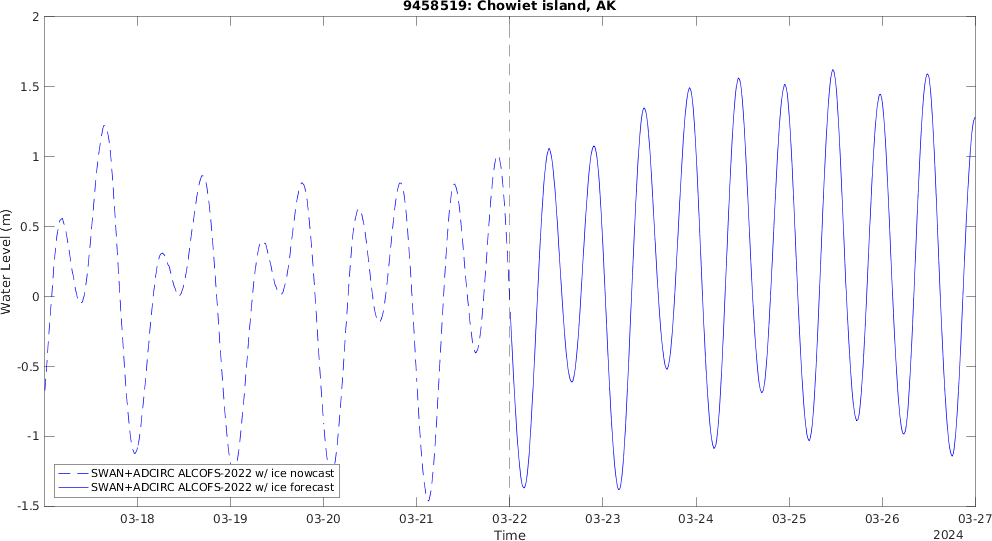 9458519: Chowiet island, AK
Water Level (m)
2
1.5
1
0.5
0
-0.5
-1
-1.5
SWAN+ADCIRC ALCOFS-2022 w/ ice nowcast
SWAN+ADCIRC ALCOFS-2022 w/ ice forecast
03-18 03-19 03-20 03-21 03-22 03-23 03-24 03-25 03-26 03-27
Time
2024